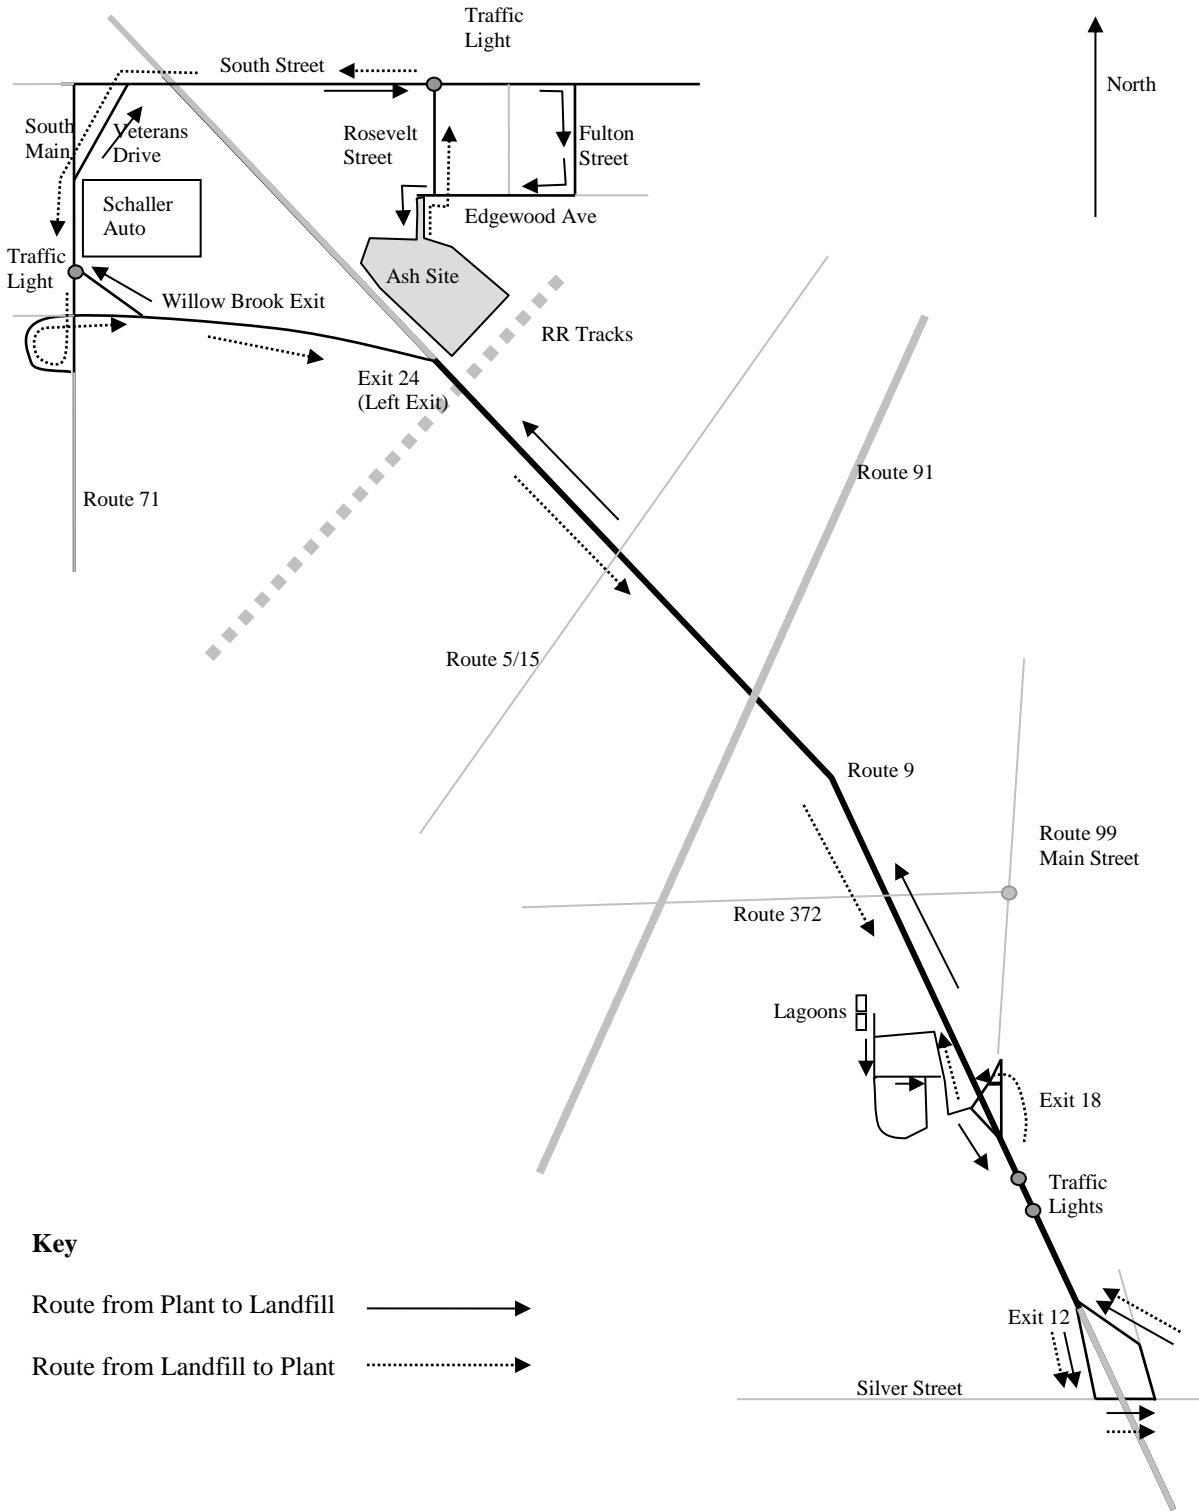 Traffic
Light
South Street
North
South
Main
Veterans
Drive
Rosevelt
Street
Fulton
Street
Schaller
Auto
Edgewood Ave
Traffic
Light
Ash Site
Willow Brook Exit
RR Tracks
Exit 24
(Left Exit)
Route 91
Route 71
Route 5/15
Route 9
Route 99
Main Street
Route 372
Lagoons
Exit 18
Traffic
Lights
Key
Route from Plant to Landfill
Exit 12
Route from Landfill to Plant
Silver Street